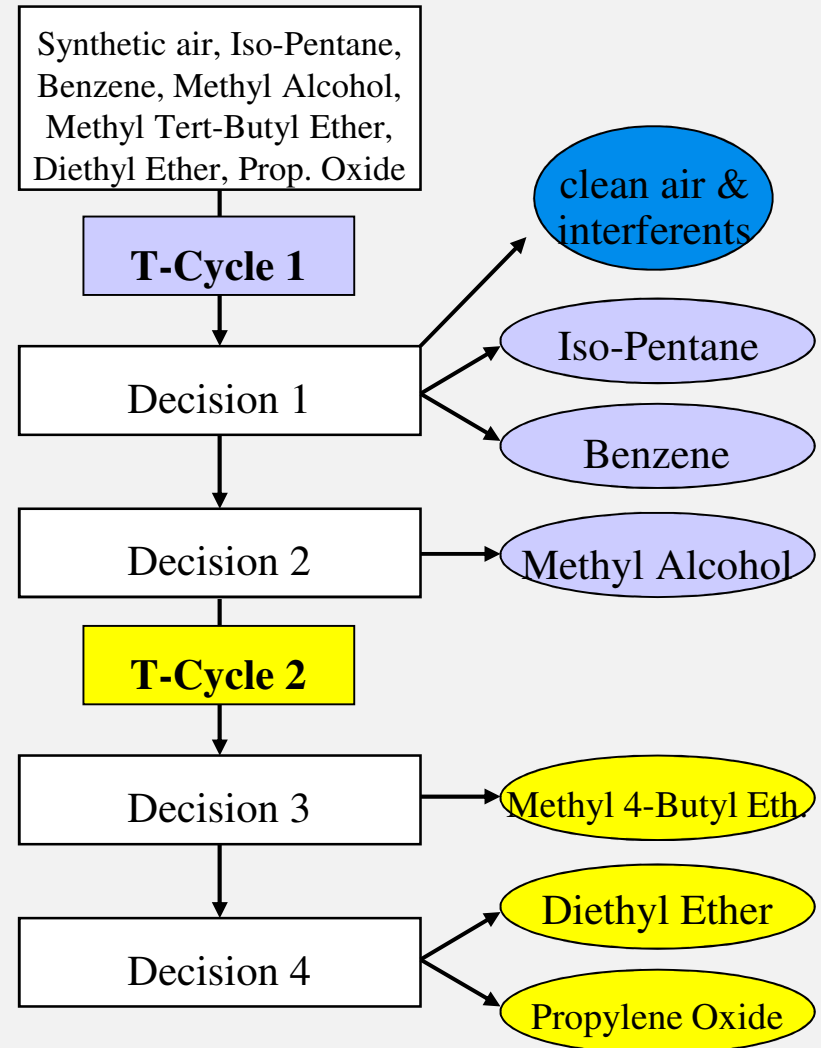 Synthetic air, Iso-Pentane,
Benzene, Methyl Alcohol,
Methyl Tert-Butyl Ether,
Diethyl Ether, Prop. Oxide
clean air &
interferents
T-Cycle 1
Iso-Pentane
Decision 1
Benzene
Decision 2
Methyl Alcohol
T-Cycle 2
Decision 3
Methyl 4-Butyl Eth.
Diethyl Ether
Decision 4
Propylene Oxide